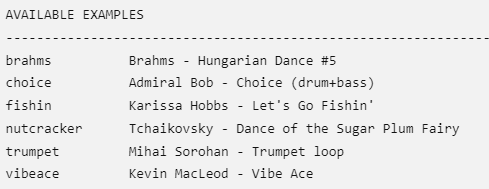 AVAILABLE EXAMPLES
--------------------------------------------------------------
brahms Brahms - Hungarian Dance #5
choice Admiral Bob - Choice (drum+bass)
fishin Karissa Hobbs - Let's Go Fishin'
nutcracker Tchaikovsky - Dance of the Sugar Plum Fairy
trumpet Mihai Sorohan - Trumpet loop
vibeace Kevin MacLeod - Vibe Ace